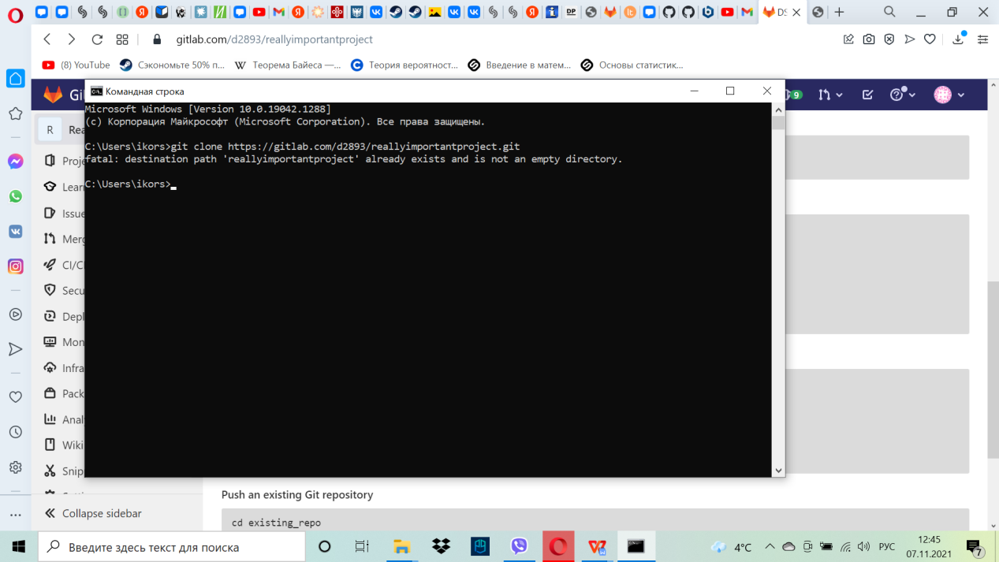 DS
gitlab.com/d2893/reallyimportantproject
(8) YouTube
Сэкономьте 50% п...
Теорема Байеса —...
Теория вероятност...
Введение в матем...
Основы статистик...
Командная строка
9
Microsoft Windows [Version 10.0.19042.1288]
(c) Корпорация Майкрософт (Microsoft Corporation). Все права защищены.
R
C:\Users\ikors>git clone https://gitlab.com/d2893/reallyimportantproject.git
fatal: destination path 'reallyimportantproject' already exists and is not an empty directory.
C:\Users\ikors>
Proje
Learn
Issue
Merg
CI/CD
Secu
Depl
Mon
Infra
Pack
Anal
Wiki
Snip
Push an existing Git repository
Collapse sidebar
cd existing_repo
Введите здесь текст для поиска
4°C
РУС
12:45
07.11.2021
7